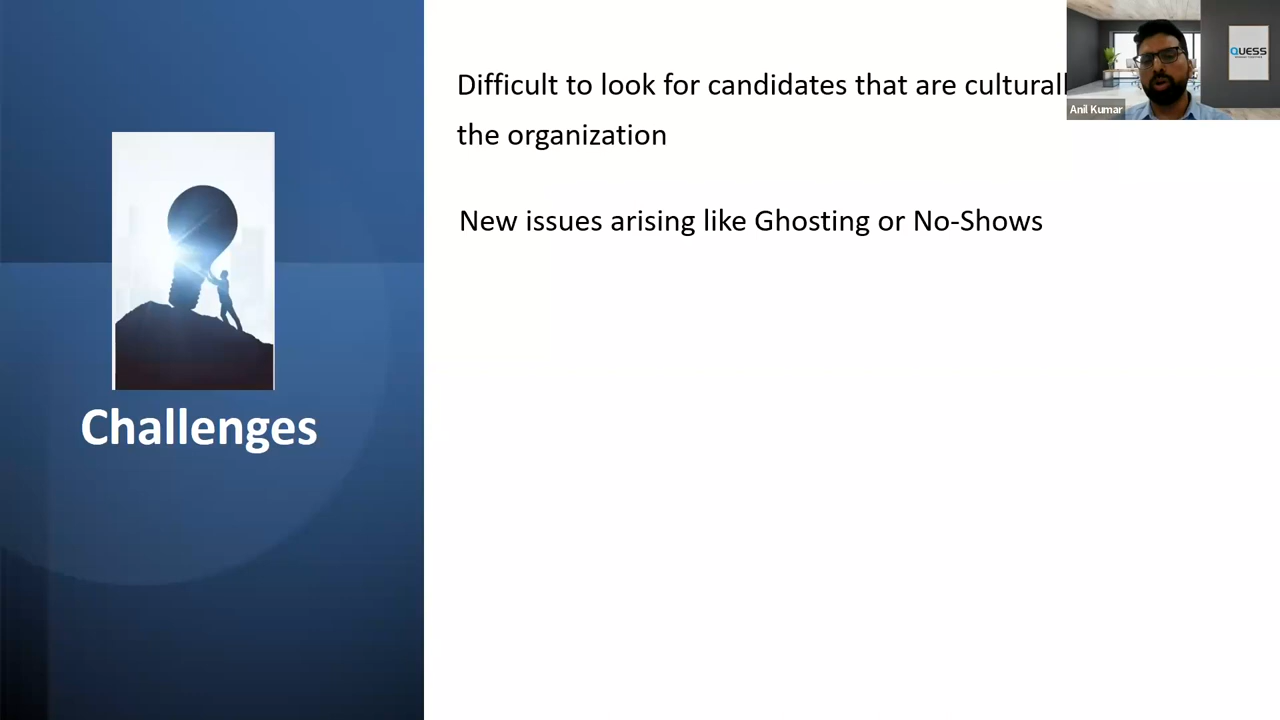 Difficult to look for candidates that are
the organization
New issues arising like Ghosting or No-Shows
Challenges
QUESS
Anil Kumar